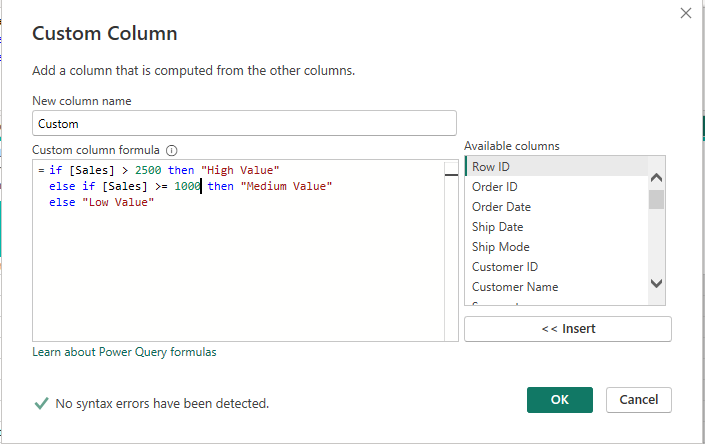 Custom Column
Add a column that is computed from the other columns.
New column name
Custom
Custom column formula
= if [Sales] > 2500 then "High Value"
else if [Sales] >= 1000 then "Medium Value"
else "Low Value"
Available columns
Row ID
Order ID
Order Date
Ship Date
Ship Mode
Customer ID
Customer Name
<< Insert
Learn about Power Query formulas
No syntax errors have been detected.
OK
Cancel